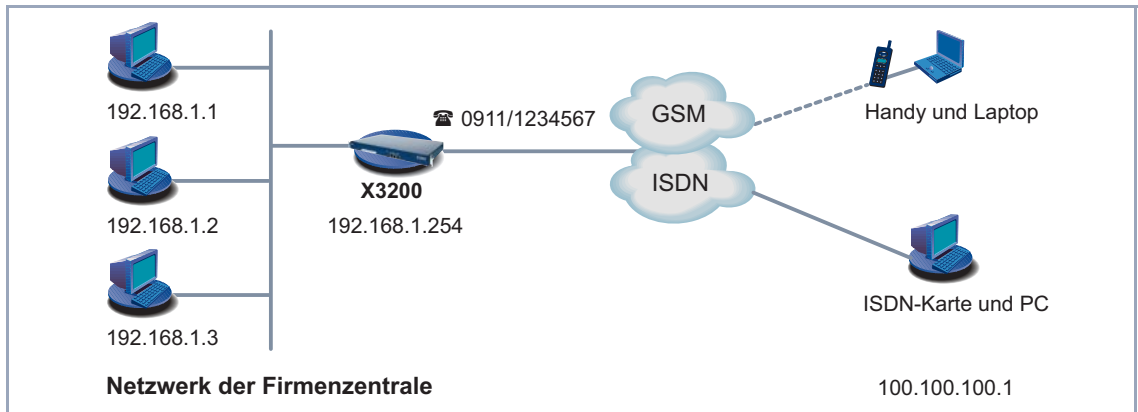 192.168.1.1
192.168.1.2
192.168.1.3
Netzwerk der Firmenzentrale
X3200
192.168.1.254
☎ 0911/1234567
GSM
ISDN
Handy und Laptop
ISDN-Karte und PC
100.100.100.1